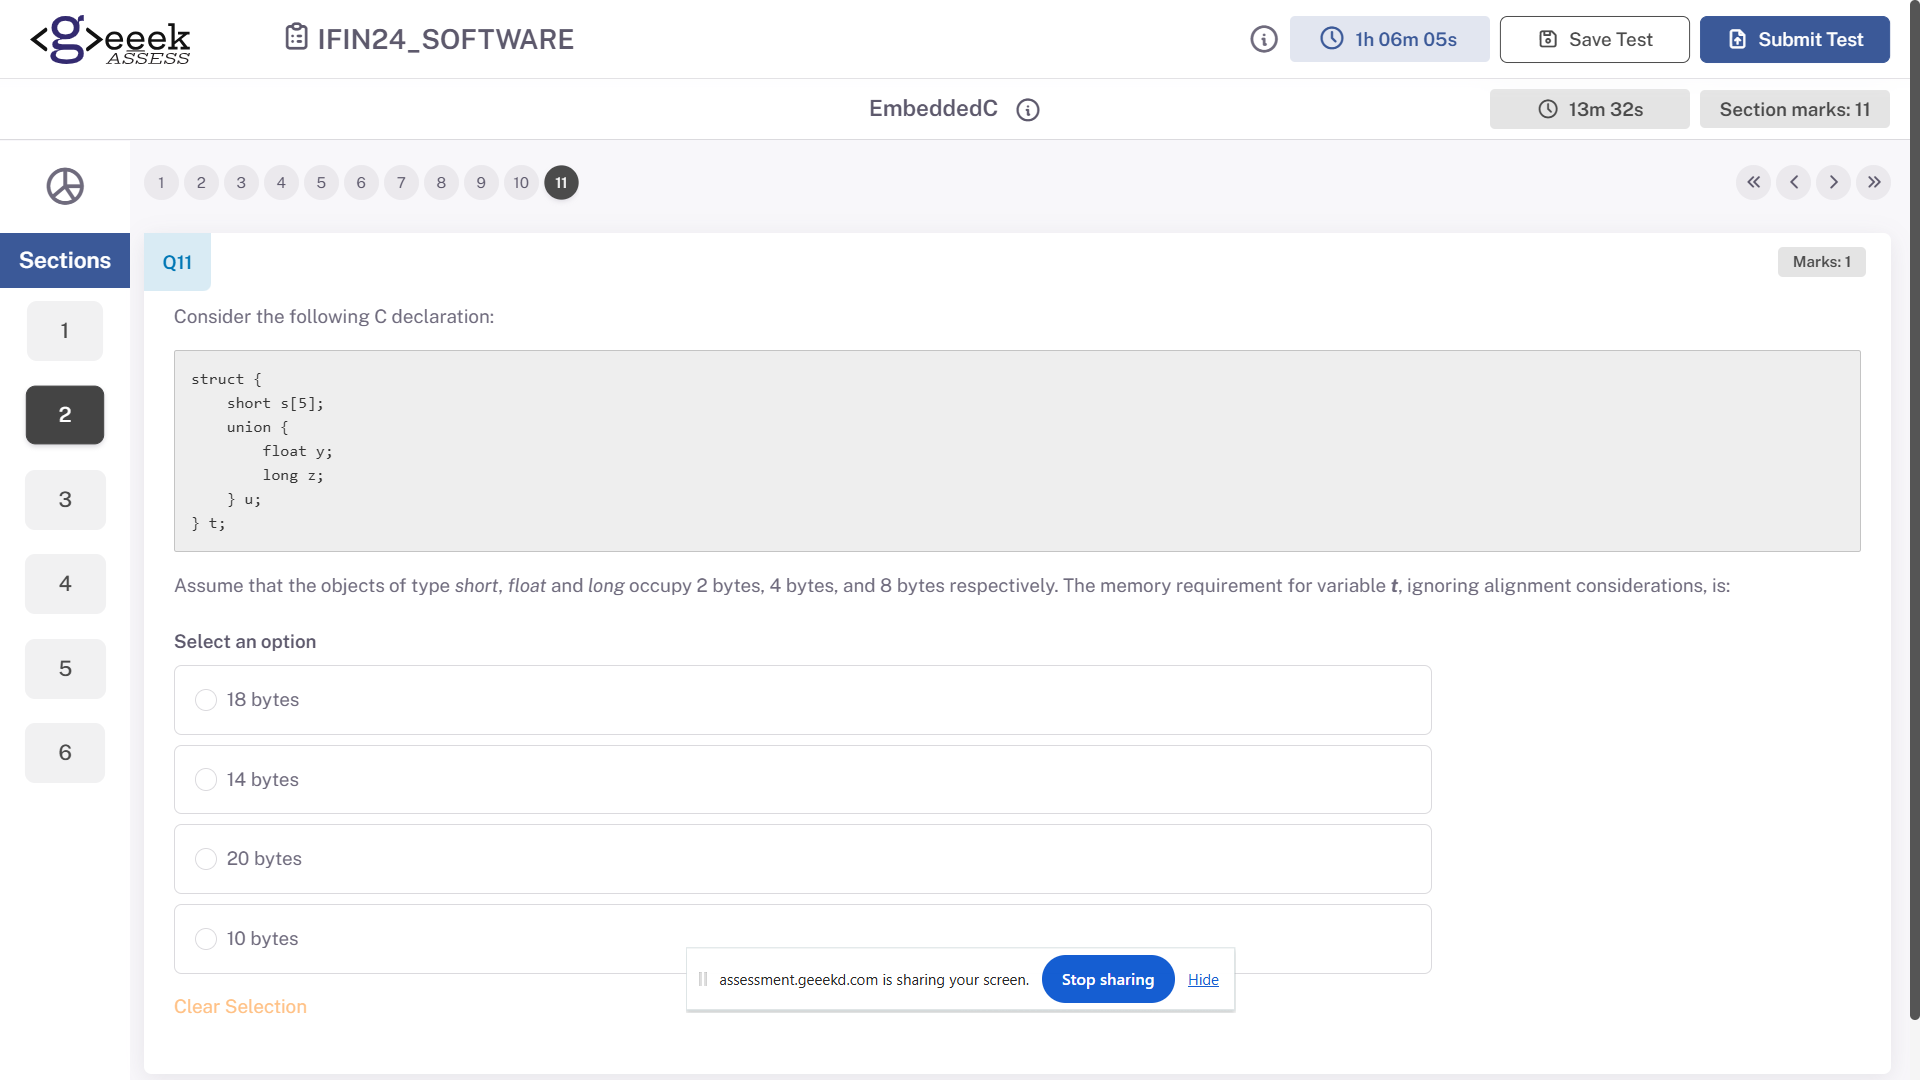 <g>eeek
ASSESS
IFIN24_SOFTWARE
1h 06m 05s
Save Test
Submit Test
EmbeddedC
13m 32s
Section marks: 11
1 2 3 4 5 6 7 8 9 10 11
Sections
1
2
3
4
5
6
Q11
Marks: 1
Consider the following C declaration:
struct {
    short s[5];
    union {
        float y;
        long z;
    } u;
} t;
Assume that the objects of type short, float and long occupy 2 bytes, 4 bytes, and 8 bytes respectively. The memory requirement for variable t, ignoring alignment considerations, is:
Select an option
18 bytes
14 bytes
20 bytes
10 bytes
assessment.geeekd.com is sharing your screen.
Stop sharing
Hide
Clear Selection